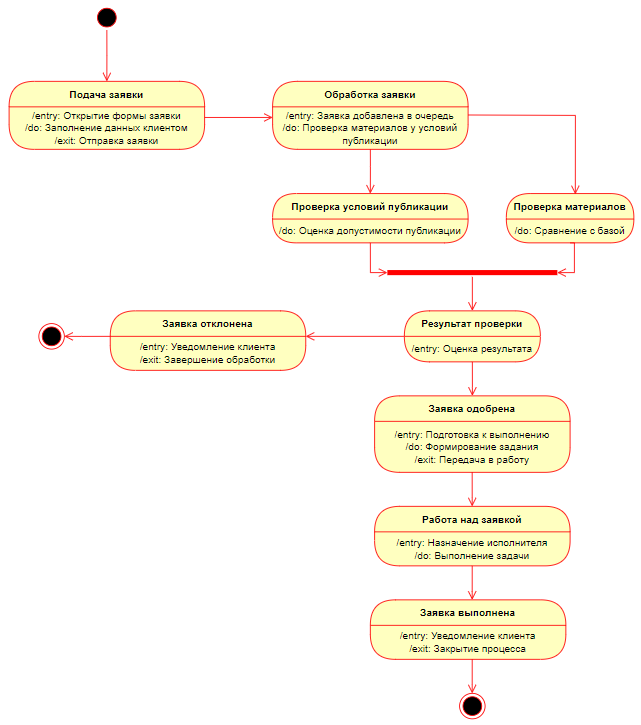 Подача заявки
/entry: Открытие формы заявки
/do: Заполнение данных клиентом
/exit: Отправка заявки
Обработка заявки
/entry: Заявка добавлена в очередь
/do: Проверка материалов у условий
публикации
Проверка условий публикации
/do: Оценка допустимости публикации
Проверка материалов
/do: Сравнение с базой
Заявка отклонена
/entry: Уведомление клиента
/exit: Завершение обработки
Результат проверки
/entry: Оценка результата
Заявка одобрена
/entry: Подготовка к выполнению
/do: Формирование задания
/exit: Передача в работу
Работа над заявкой
/entry: Назначение исполнителя
/do: Выполнение задачи
Заявка выполнена
/entry: Уведомление клиента
/exit: Закрытие процесса